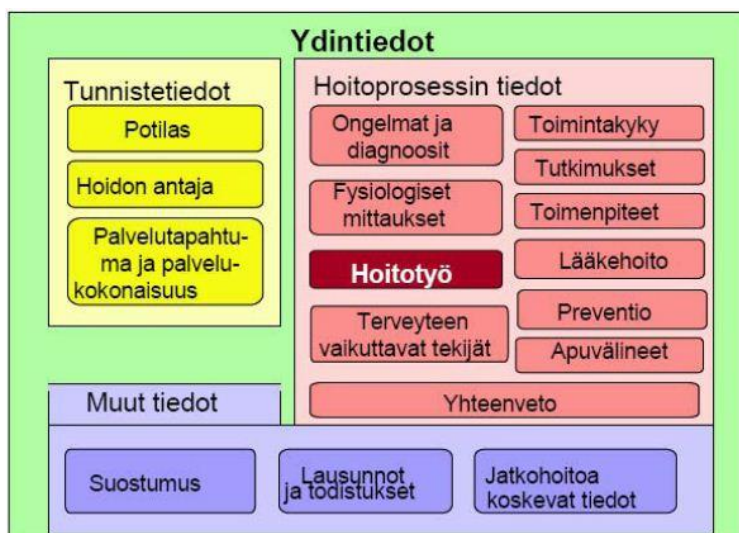 Ydintiedot
Tunnistetiedot
Potilas
Hoidon antaja
Palvelutapahtu-
ma ja palvelu-
kokonaisuus
Hoitoprosessin tiedot
Ongelmat ja
diagnoosit
Fysiologiset
mittaukset
Hoitotyö
Terveyteen
vaikuttavat tekijät
Toimintakyky
Tutkimukset
Toimenpiteet
Lääkehoito
Preventio
Apuvälineet
Yhteenveto
Muut tiedot
Suostumus
Lausunnot
ja todistukset
Jatkohoitoa
koskevat tiedot